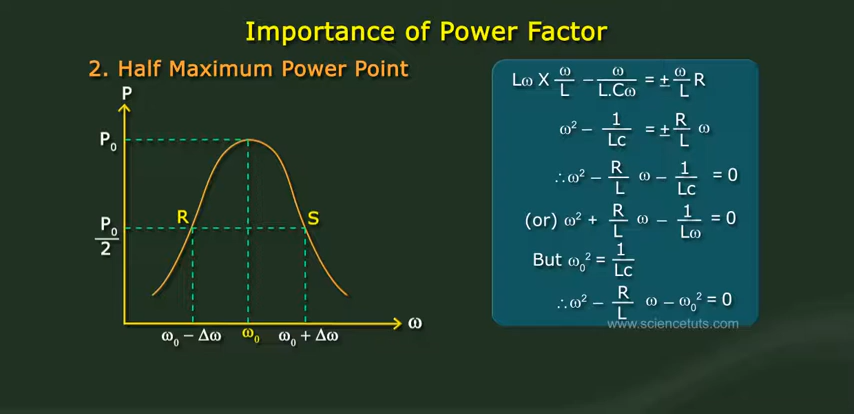 Importance of Power Factor
2. Half Maximum Power Point
P
P₀
P₀/2
R
S
ω₀ − Δω
ω₀
ω₀ + Δω
ω
Lω X ω/L − ω/L.Cω = ± ω/L R
ω² − 1/Lc = ± R/L ω
∴ω² − R/L ω − 1/Lc = 0
(or) ω² + R/L ω − 1/Lω = 0
But ω₀² = 1/Lc
∴ω² − R/L ω − ω₀² = 0
www.sciencetuts.com